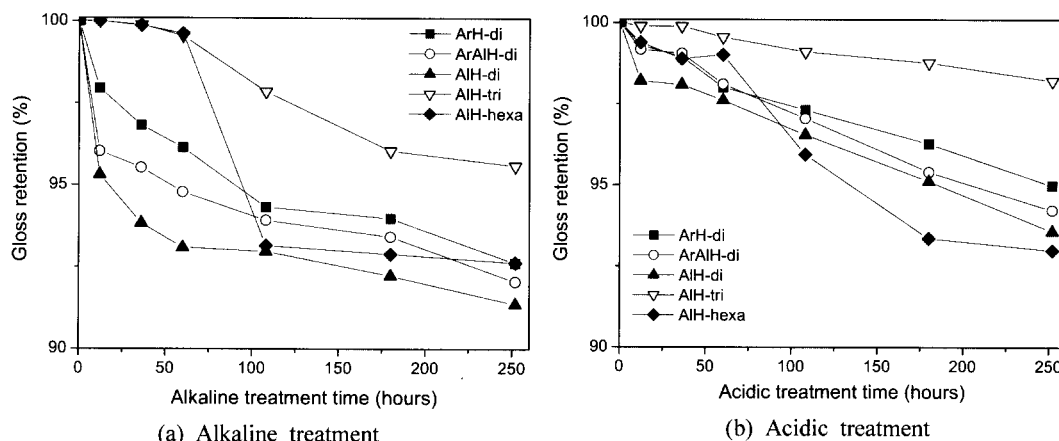 100
95
90
Gloss retention (%)
ArH-di
ArAlH-di
AlH-di
AlH-tri
AlH-hexa
0 50 100 150 200 250
Alkaline treatment time (hours)
(a) Alkaline treatment
100
95
90
Gloss retention (%)
ArH-di
ArAlH-di
AlH-di
AlH-tri
AlH-hexa
0 50 100 150 200 250
Acidic treatment time (hours)
(b) Acidic treatment